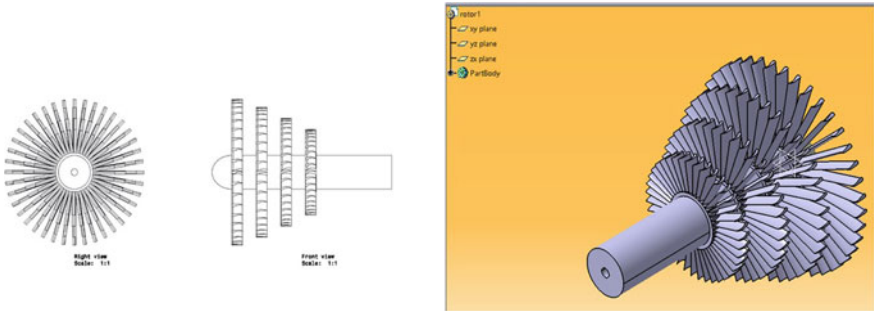 rotor1
xy plane
yz plane
zx plane
PartBody
Right view
Scale: 1:1
Front view
Scale: 1:1